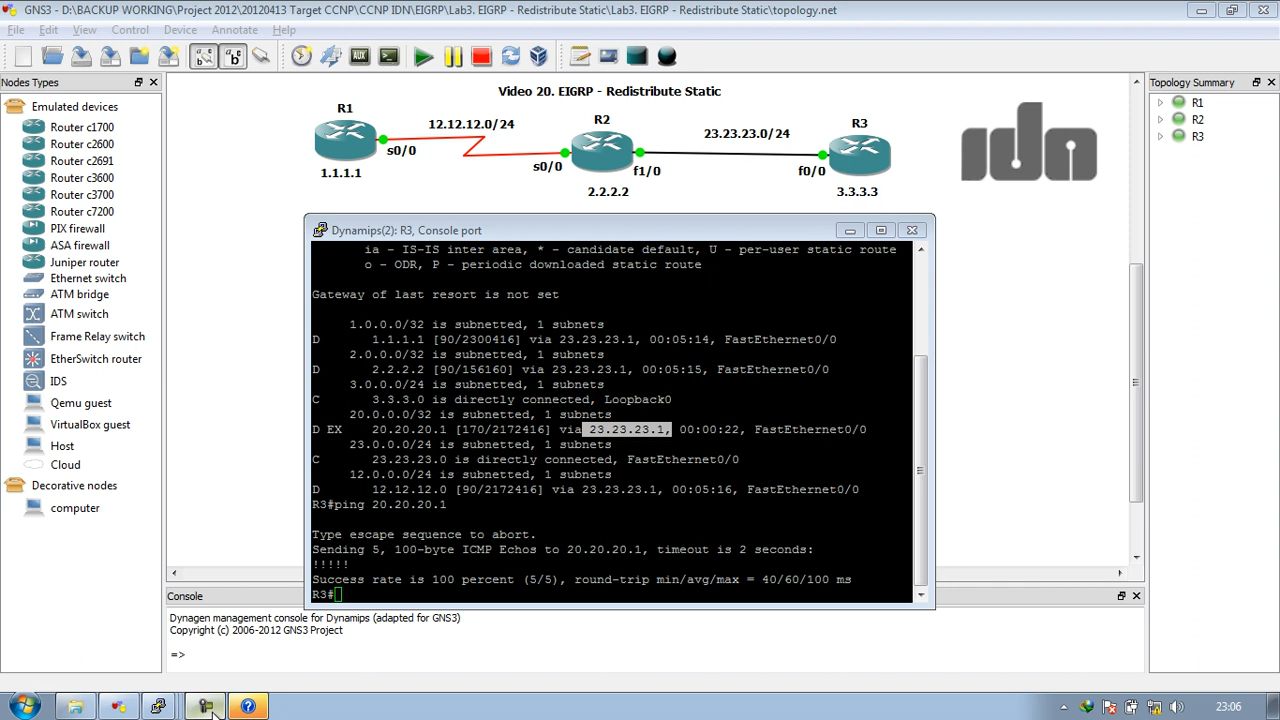 GNS3 - D:\BACKUP WORKING\Project 2012\20120413 Target CCNP\CCNP IDN\EIGRP\Lab3. EIGRP - Redistribute Static\Lab3. EIGRP - Redistribute Static\topology.net
File Edit View Control Device Annotate Help
Nodes Types
Emulated devices
Router c1700
Router c2600
Router c2691
Router c3600
Router c3700
Router c7200
PIX firewall
ASA firewall
Juniper router
Ethernet switch
ATM bridge
ATM switch
Frame Relay switch
EtherSwitch router
IDS
Qemu guest
VirtualBox guest
Host
Cloud
Decorative nodes
computer
Video 20. EIGRP - Redistribute Static
R1
12.12.12.0/24
R2
23.23.23.0/24
R3
s0/0
s0/0
f1/0
f0/0
1.1.1.1
2.2.2.2
3.3.3.3
idn
Topology Summary
R1
R2
R3
Dynamips(2): R3, Console port
ia - IS-IS inter area, * - candidate default, U - per-user static route
o - ODR, P - periodic downloaded static route
Gateway of last resort is not set
1.0.0.0/32 is subnetted, 1 subnets
D 1.1.1.1 [90/2300416] via 23.23.23.1, 00:05:14, FastEthernet0/0
2.0.0.0/32 is subnetted, 1 subnets
D 2.2.2.2 [90/156160] via 23.23.23.1, 00:05:15, FastEthernet0/0
3.0.0.0/24 is subnetted, 1 subnets
C 3.3.3.0 is directly connected, Loopback0
20.0.0.0/32 is subnetted, 1 subnets
D EX 20.20.20.1 [170/2172416] via 23.23.23.1, 00:00:22, FastEthernet0/0
23.0.0.0/24 is subnetted, 1 subnets
C 23.23.23.0 is directly connected, FastEthernet0/0
12.0.0.0/24 is subnetted, 1 subnets
D 12.12.12.0 [90/2172416] via 23.23.23.1, 00:05:16, FastEthernet0/0
R3#ping 20.20.20.1
Type escape sequence to abort.
Sending 5, 100-byte ICMP Echos to 20.20.20.1, timeout is 2 seconds:
!!!!!
Success rate is 100 percent (5/5), round-trip min/avg/max = 40/60/100 ms
R3#
Console
Dynagen management console for Dynamips (adapted for GNS3)
Copyright (c) 2006-2012 GNS3 Project
=>
23:06